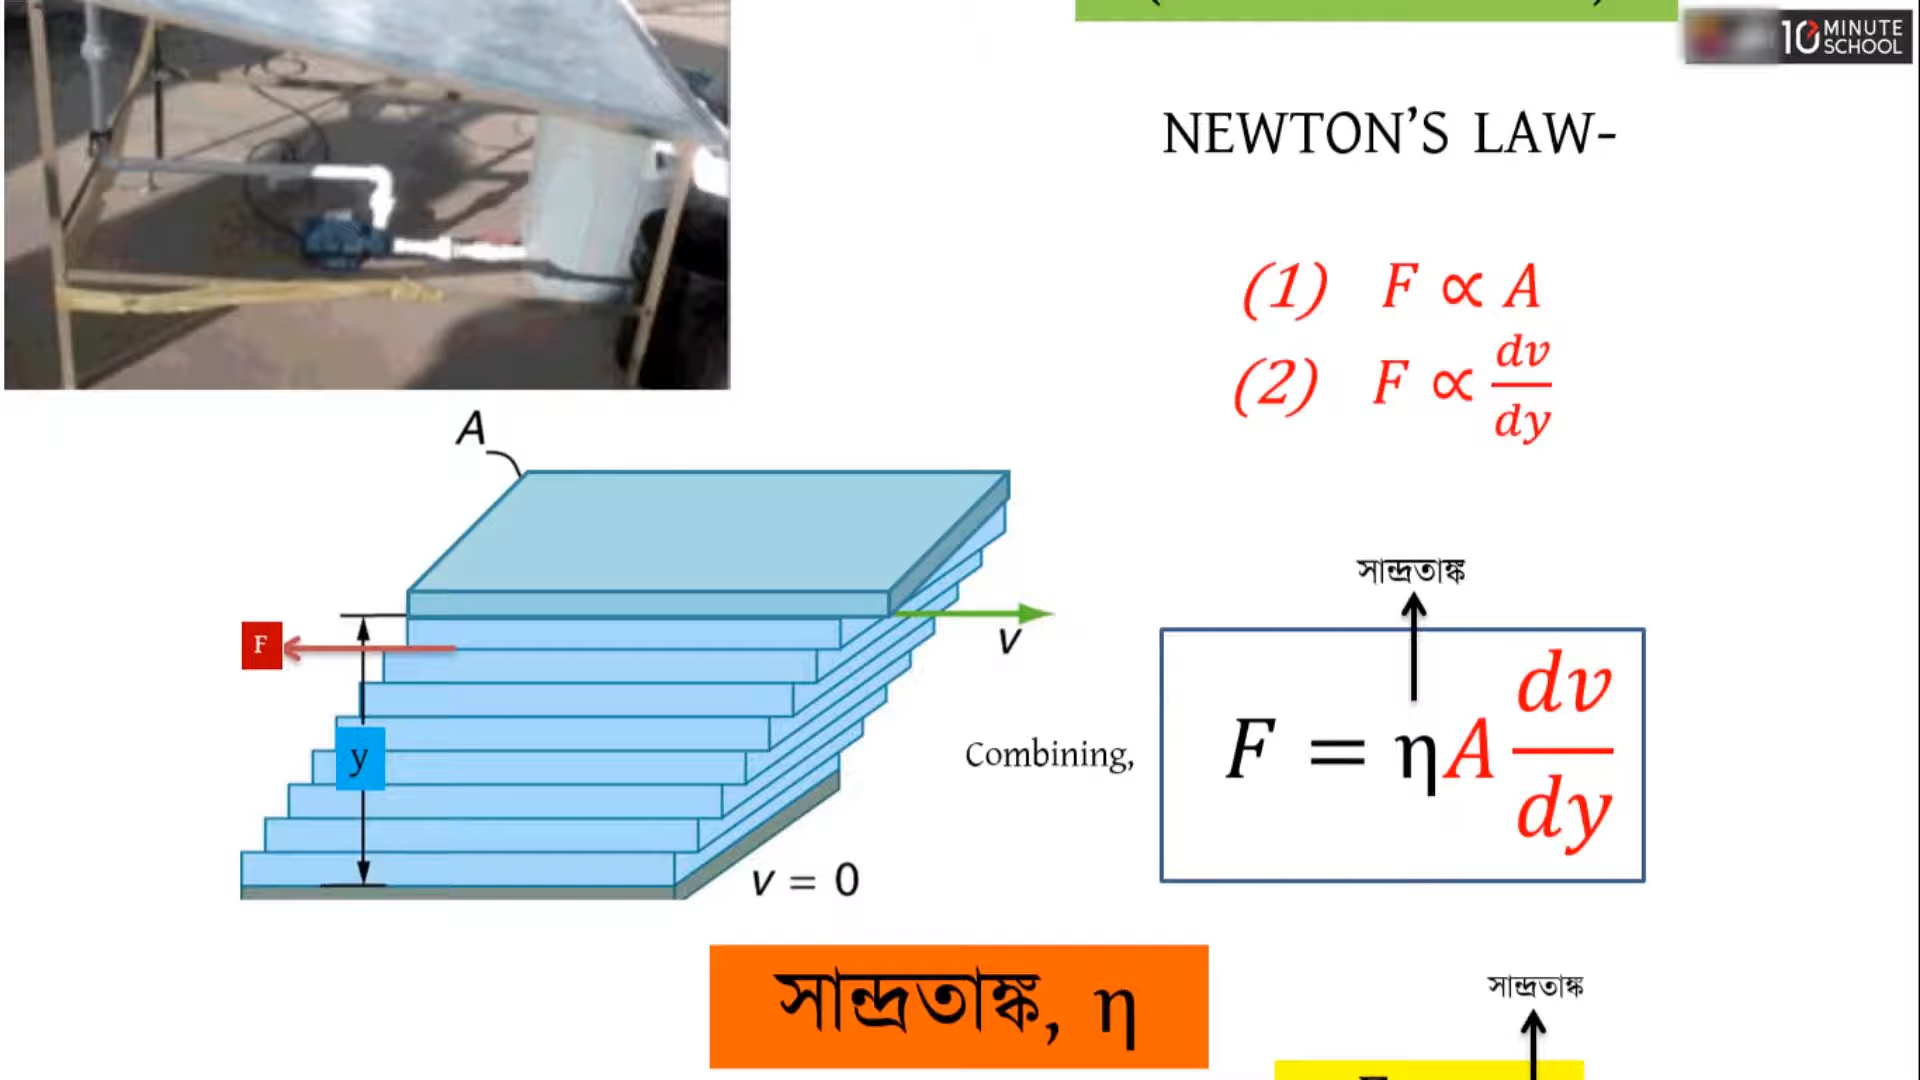 10 MINUTE
SCHOOL
NEWTON’S LAW-
(1) F ∝ A
(2) F ∝ dv/dy
A
F
v
y
v = 0
সান্দ্রতাঙ্ক
Combining,
F = ηA dv/dy
সান্দ্রতাঙ্ক, η
সান্দ্রতাঙ্ক